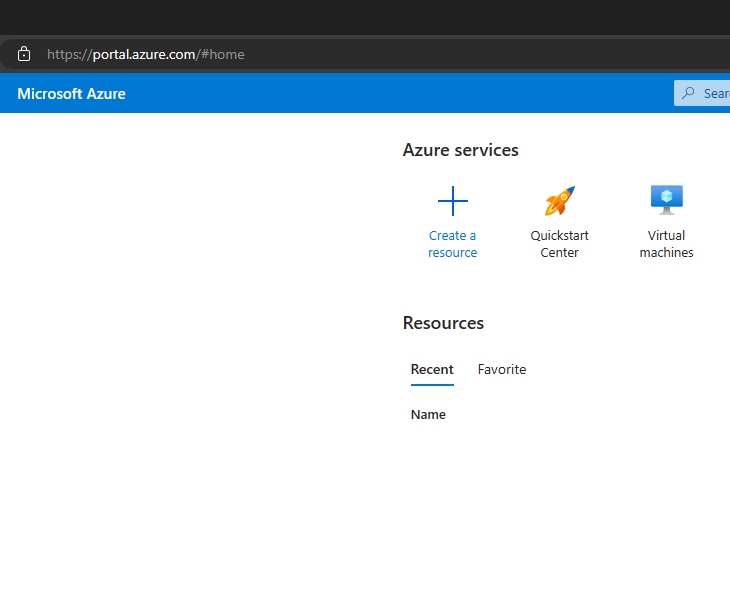 https://portal.azure.com/#home
Microsoft Azure
Azure services
Create a
resource
Quickstart
Center
Virtual
machines
Resources
Recent Favorite
Name